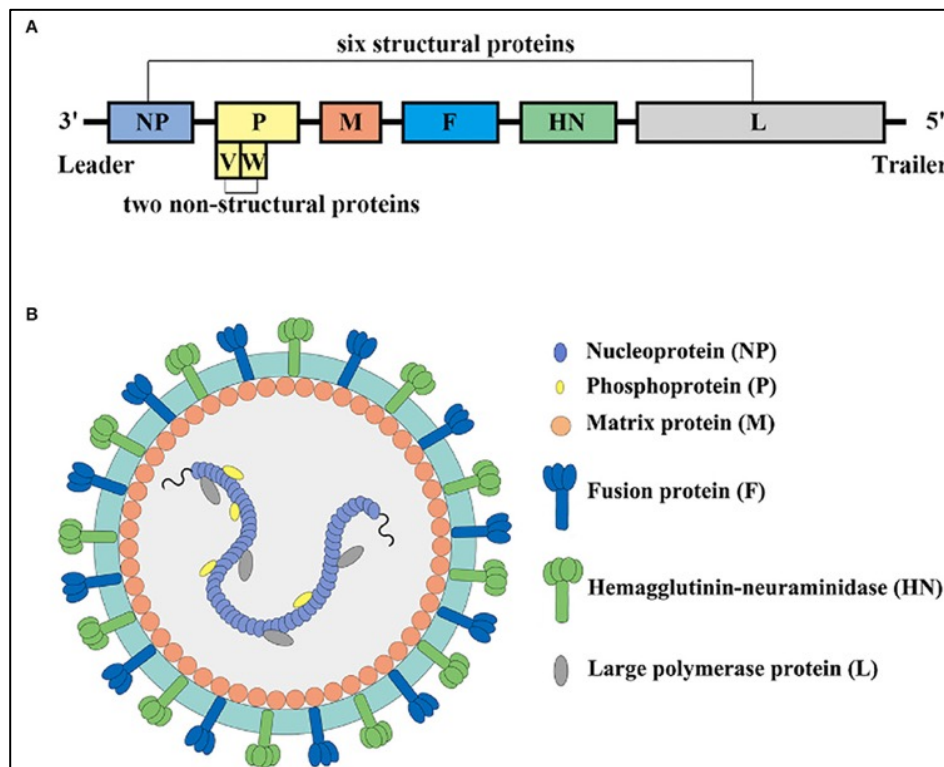 A
six structural proteins
3' NP P M F HN L 5'
V W
Leader Trailer
two non-structural proteins
B
Nucleoprotein (NP)
Phosphoprotein (P)
Matrix protein (M)
Fusion protein (F)
Hemagglutinin-neuraminidase (HN)
Large polymerase protein (L)